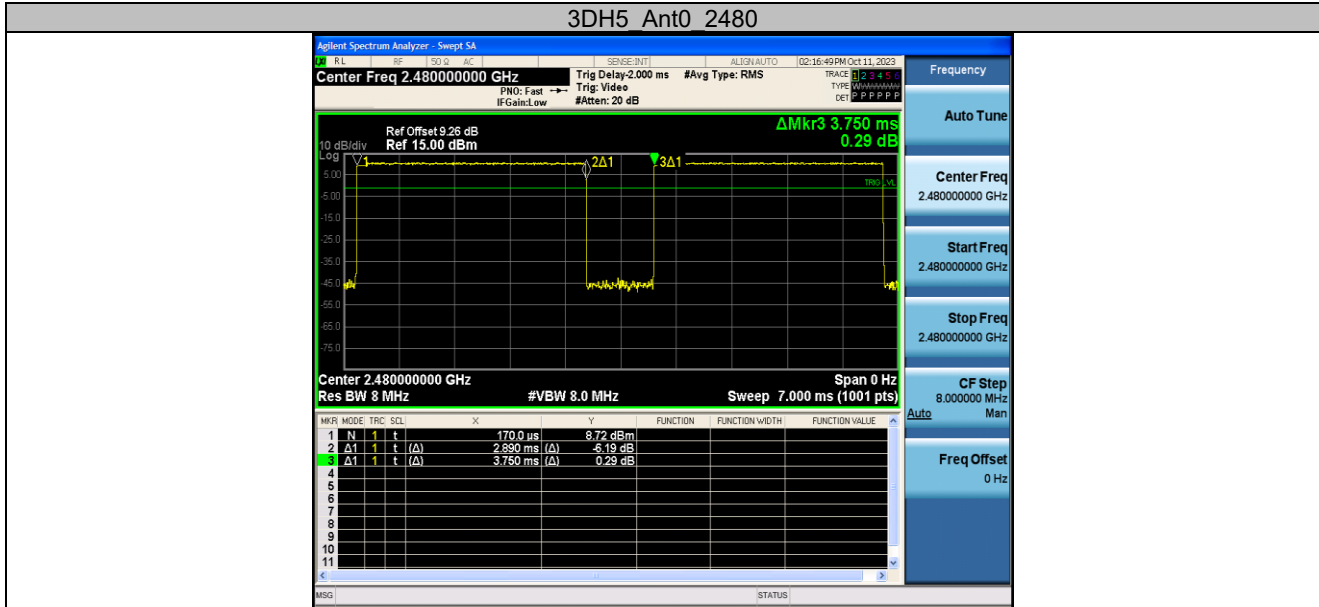 3DH5_Ant0_2480
Agilent Spectrum Analyzer - Swept SA
RL RF 50 Ω AC SENSE:INT ALIGN AUTO 02:16:49 PM Oct 11, 2023
Center Freq 2.480000000 GHz
PNO: Fast
IFGain:Low
Trig Delay-2.000 ms
Trig: Video
#Atten: 20 dB
#Avg Type: RMS
TRACE 1 2 3 4 5 6
TYPE
DET P P P P P P
ΔMkr3 3.750 ms
0.29 dB
10 dB/div
Log
Ref Offset 9.26 dB
Ref 15.00 dBm
1 2Δ1 3Δ1
TRIG LVL
5.00
-5.00
-15.0
-25.0
-35.0
-45.0
-55.0
-65.0
-75.0
Center 2.480000000 GHz Span 0 Hz
Res BW 8 MHz #VBW 8.0 MHz Sweep 7.000 ms (1001 pts)
MKR MODE TRC SCL X Y FUNCTION FUNCTION WIDTH FUNCTION VALUE
1 N 1 t 170.0 µs 8.72 dBm
2 Δ1 1 t (Δ) 2.890 ms (Δ) -6.19 dB
3 Δ1 1 t (Δ) 3.750 ms (Δ) 0.29 dB
4
5
6
7
8
9
10
11
MSG STATUS
Frequency
Auto Tune
Center Freq
2.480000000 GHz
Start Freq
2.480000000 GHz
Stop Freq
2.480000000 GHz
CF Step
8.000000 MHz
Auto Man
Freq Offset
0 Hz